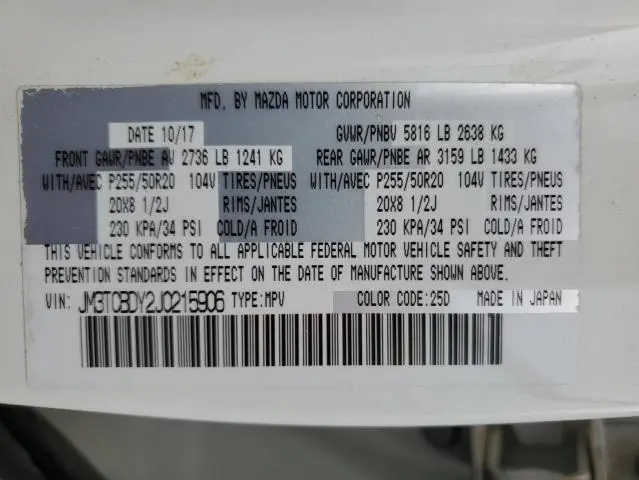 MFD. BY MAZDA MOTOR CORPORATION
DATE 10/17 GVWR/PNBV 5816 LB 2638 KG
FRONT GAWR/PNBE AV 2736 LB 1241 KG REAR GAWR/PNBE AR 3159 LB 1433 KG
WITH/AVEC P255/50R20 104V TIRES/PNEUS WITH/AVEC P255/50R20 104V TIRES/PNEUS
20X8 1/2J RIMS/JANTES 20X8 1/2J RIMS/JANTES
230 KPA/34 PSI COLD/A FROID 230 KPA/34 PSI COLD/A FROID
THIS VEHICLE CONFORMS TO ALL APPLICABLE FEDERAL MOTOR VEHICLE SAFETY AND THEFT
PREVENTION STANDARDS IN EFFECT ON THE DATE OF MANUFACTURE SHOWN ABOVE.
VIN: JM3TCBDY2J0215906 TYPE:MPV COLOR CODE:25D MADE IN JAPAN